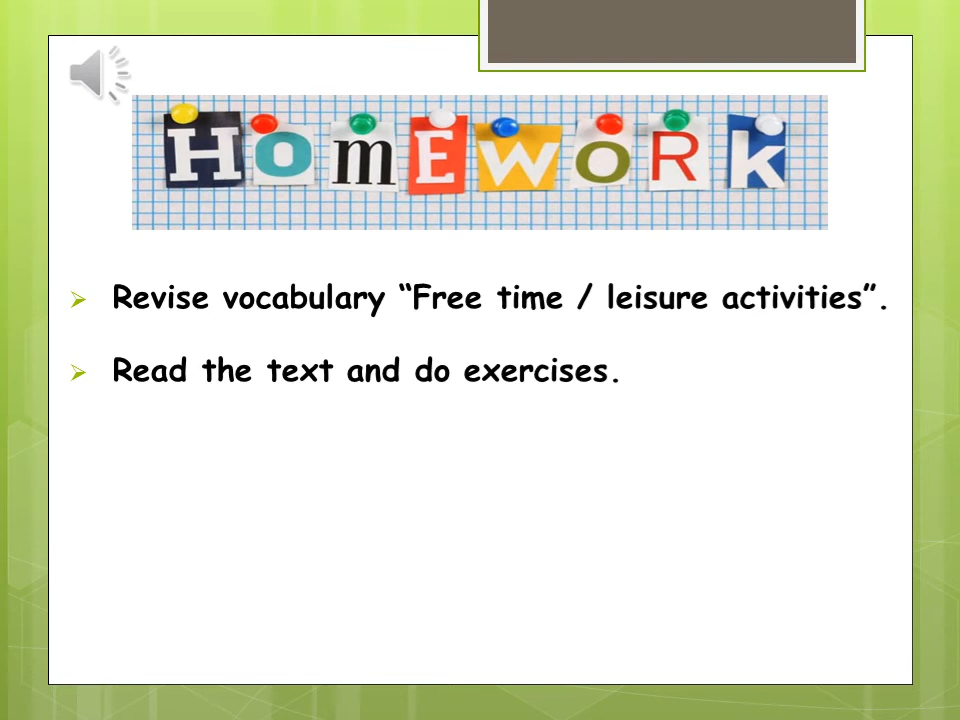 HOmEWORk
Revise vocabulary “Free time / leisure activities”.
Read the text and do exercises.